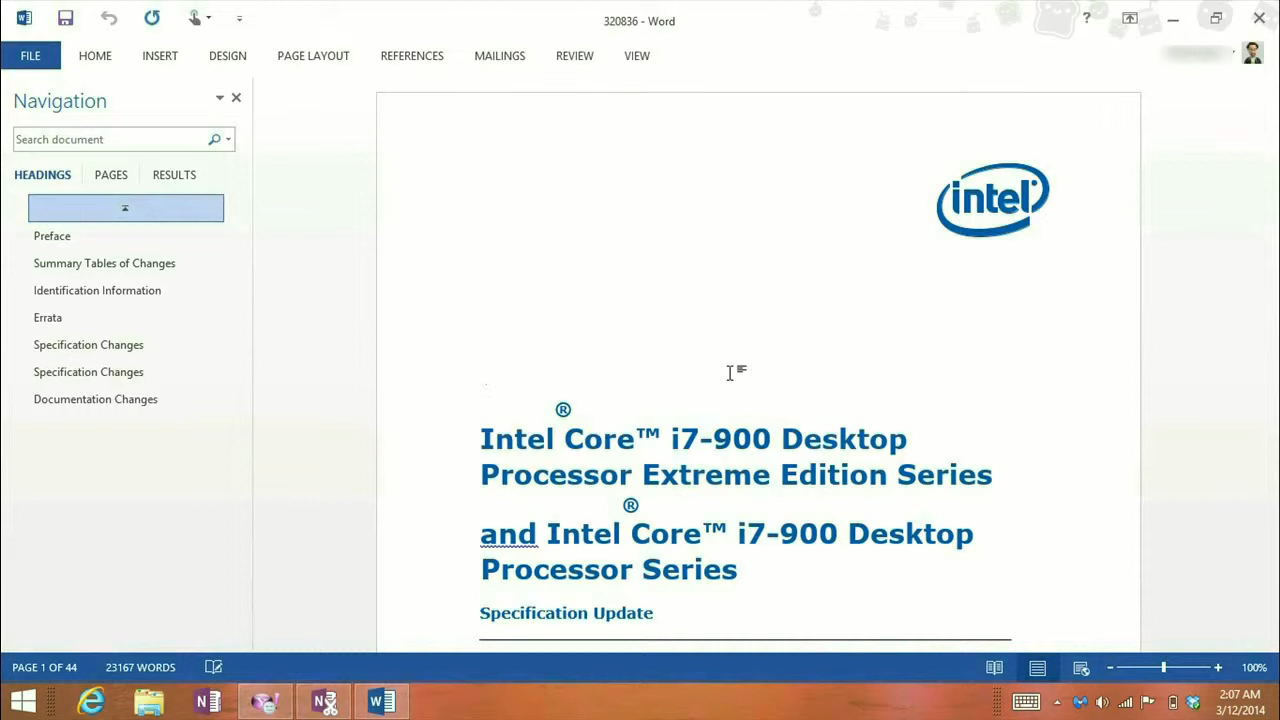 320836 - Word
?
FILE HOME INSERT DESIGN PAGE LAYOUT REFERENCES MAILINGS REVIEW VIEW
Navigation
Search document
HEADINGS PAGES RESULTS
Preface
Summary Tables of Changes
Identification Information
Errata
Specification Changes
Specification Changes
Documentation Changes
intel
®
Intel Core™ i7-900 Desktop
Processor Extreme Edition Series
®
and Intel Core™ i7-900 Desktop
Processor Series
Specification Update
PAGE 1 OF 44 23167 WORDS
100%
2:07 AM
3/12/2014